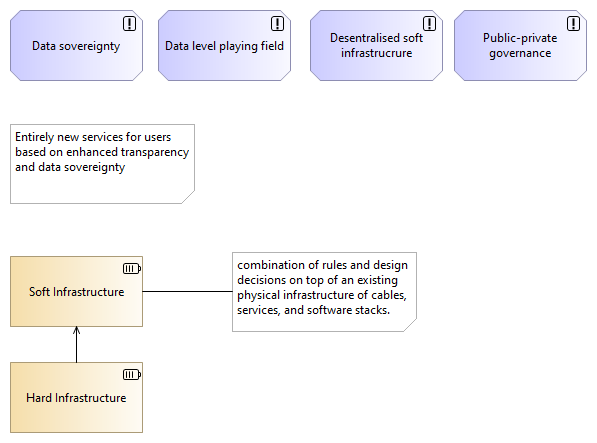 Data sovereignty
Data level playing field
Desentralised soft
infrastrucrure
Public-private
governance
Entirely new services for users
based on enhanced transparency
and data sovereignty
Soft Infrastructure
combination of rules and design
decisions on top of an existing
physical infrastructure of cables,
services, and software stacks.
Hard Infrastructure